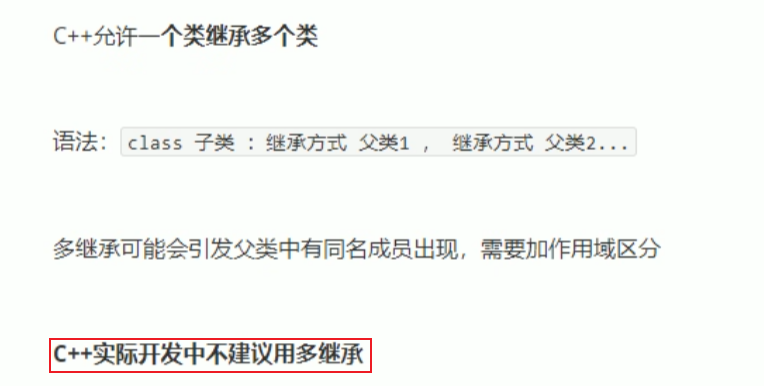 C++允许一个类继承多个类
语法：class 子类 ：继承方式 父类1 ， 继承方式 父类2...
多继承可能会引发父类中有同名成员出现，需要加作用域区分
C++实际开发中不建议用多继承